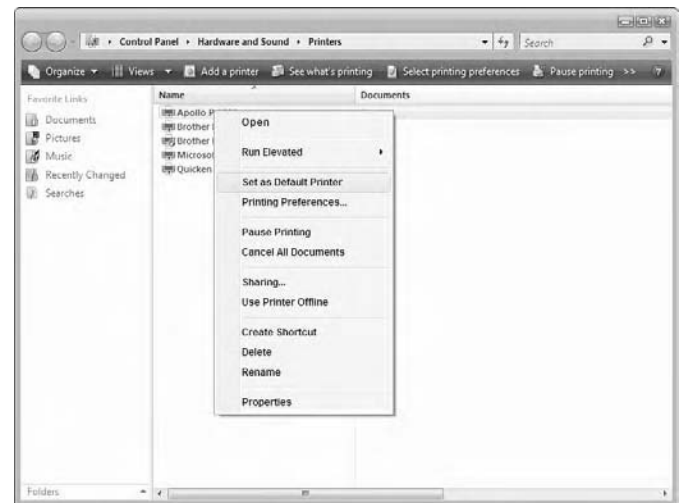 Control Panel ▸ Hardware and Sound ▸ Printers
Search
Organize Views Add a printer See what's printing Select printing preferences Pause printing >> ?
Favorite Links
Documents
Pictures
Music
Recently Changed
Searches
Folders
Name Documents
Apollo P
Brother
Brother
Microsof
Quicken
Open
Run Elevated
Set as Default Printer
Printing Preferences...
Pause Printing
Cancel All Documents
Sharing...
Use Printer Offline
Create Shortcut
Delete
Rename
Properties